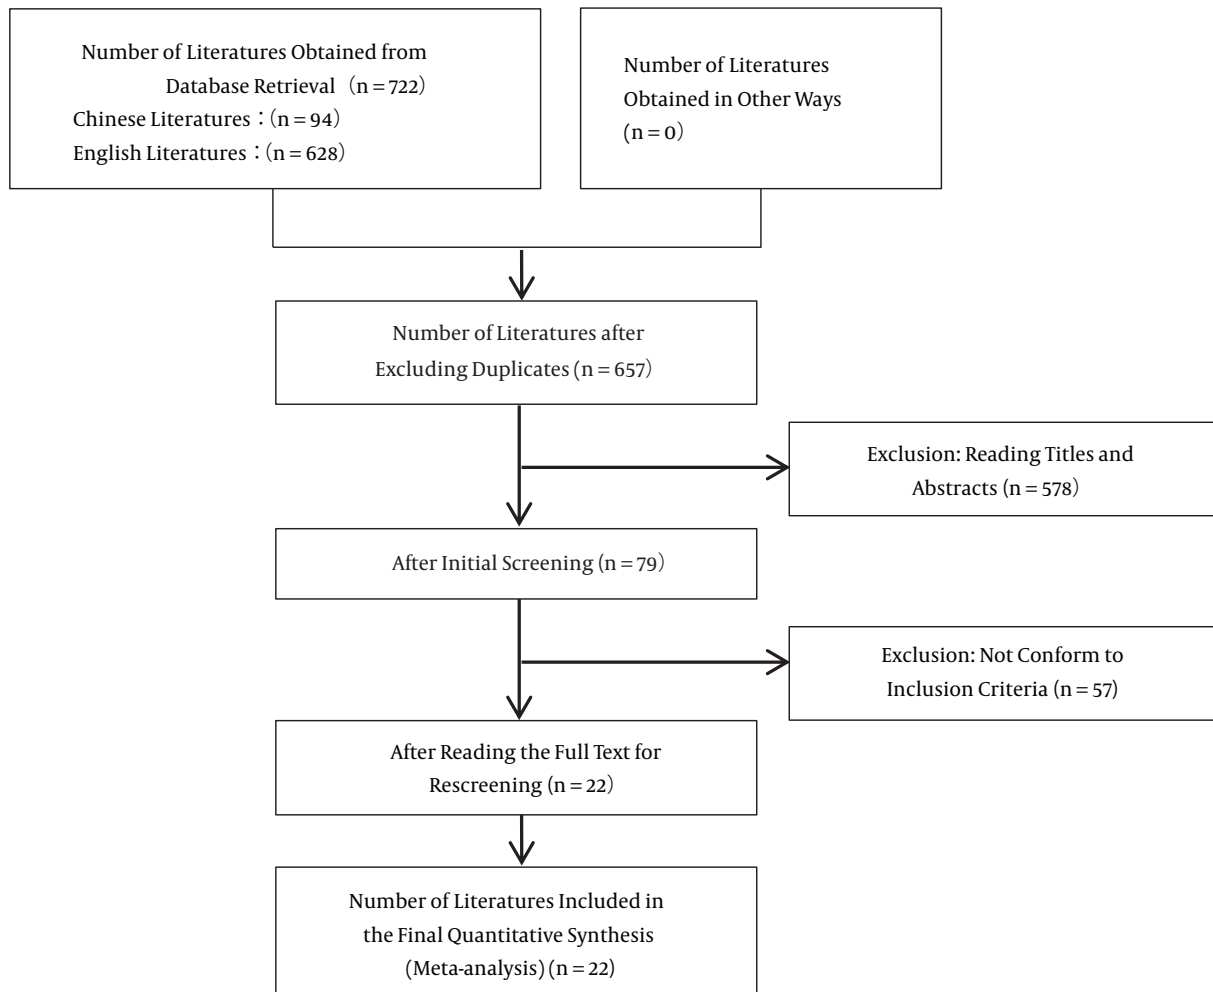 Number of Literatures Obtained from
Database Retrieval（n = 722)
Chinese Literatures：(n = 94)
English Literatures：(n = 628)
Number of Literatures
Obtained in Other Ways
(n = 0)
Number of Literatures after
Excluding Duplicates (n = 657)
Exclusion: Reading Titles and
Abstracts (n = 578)
After Initial Screening (n = 79)
Exclusion: Not Conform to
Inclusion Criteria (n = 57)
After Reading the Full Text for
Rescreening (n = 22)
Number of Literatures Included in
the Final Quantitative Synthesis
(Meta-analysis) (n = 22)